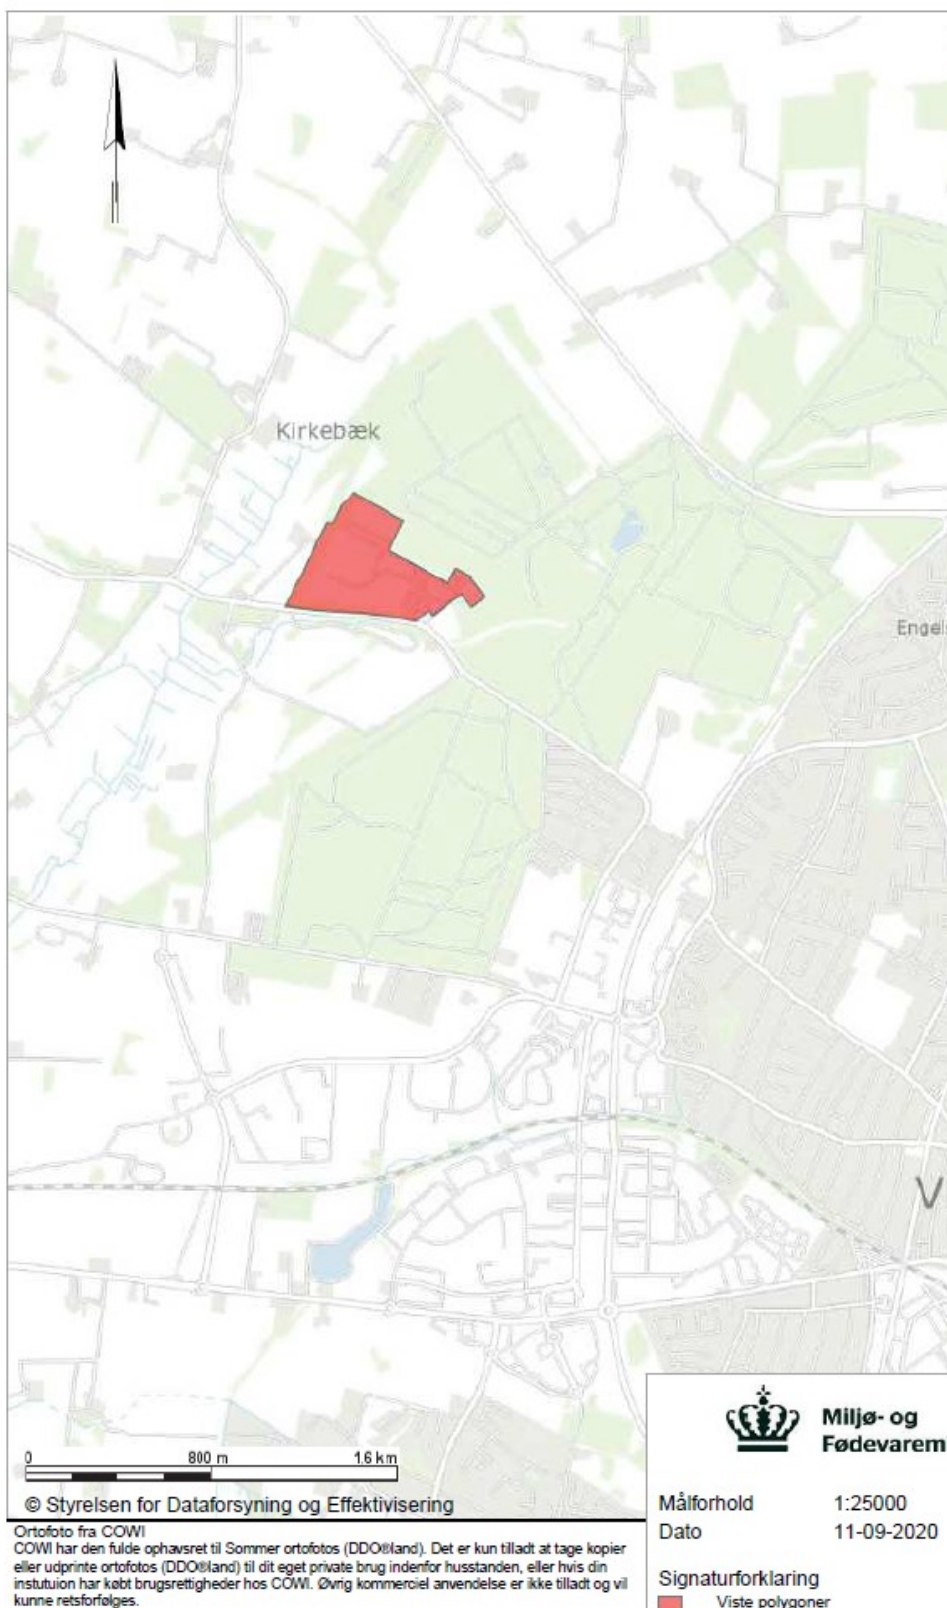 Kirkebæk
Engels
V
0 800 m 1.6 km
© Styrelsen for Dataforsyning og Effektivisering
Ortofoto fra COWI
COWI har den fulde ophavsret til Sommer ortofotos (DDO®land). Det er kun tilladt at tage kopier
eller udprinte ortofotos (DDO®land) til dit eget private brug indenfor husstanden, eller hvis din
instutuion har købt brugsrettigheder hos COWI. Øvrig kommerciel anvendelse er ikke tilladt og vil
kunne retsforfølges.
Miljø- og
Fødevaremi
Målforhold 1:25000
Dato 11-09-2020
Signaturforklaring
Viste polygoner